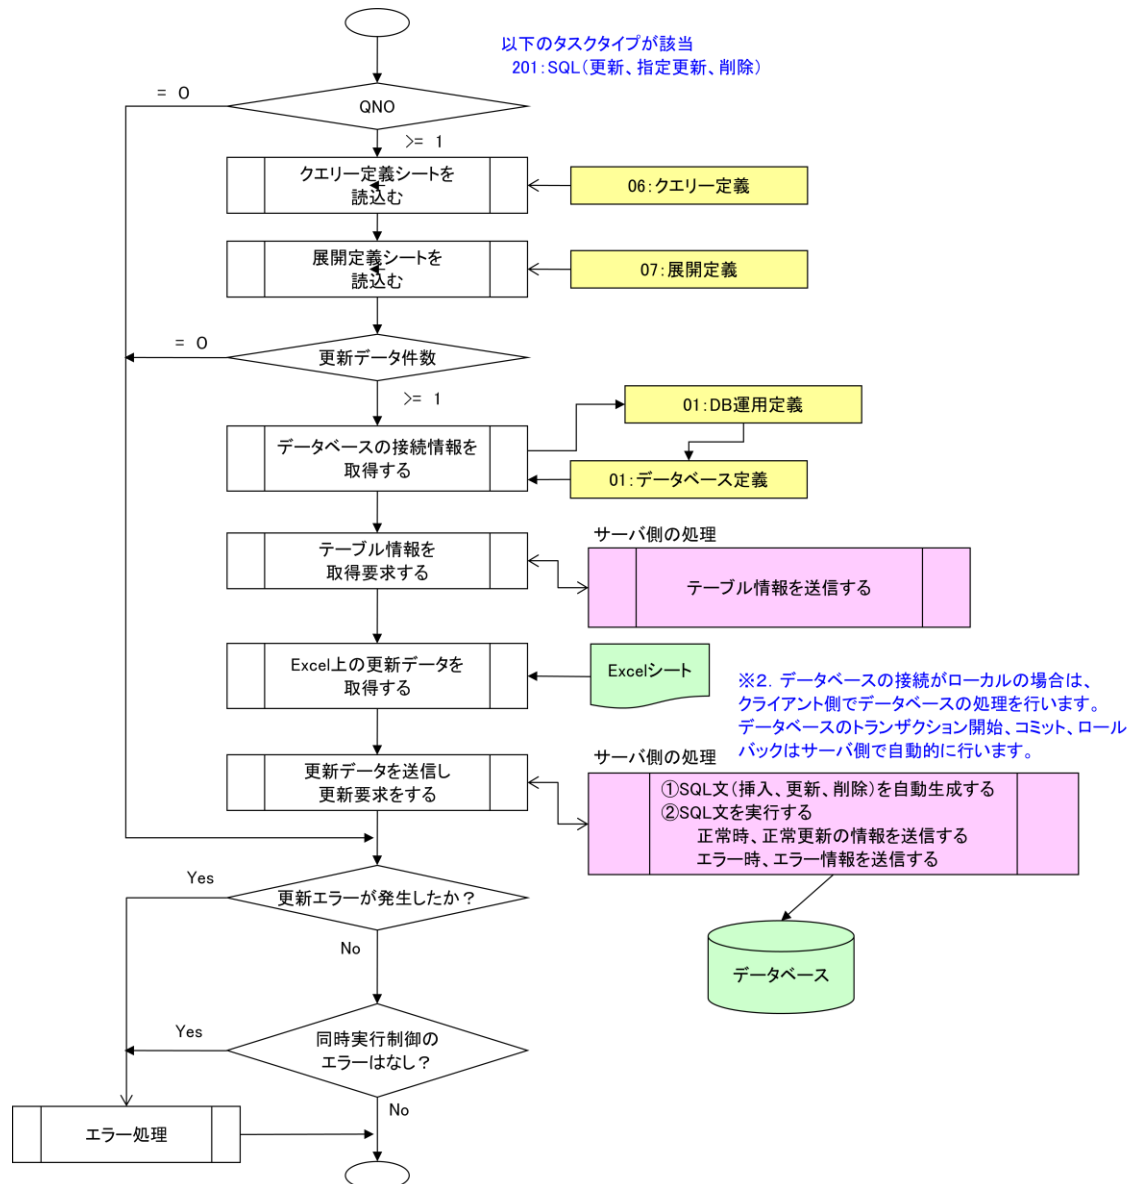 以下のタスクタイプが該当
201:SQL(更新、指定更新、削除)
= 0
QNO
>= 1
クエリー定義シートを
読込む
06:クエリー定義
展開定義シートを
読込む
07:展開定義
= 0
更新データ件数
>= 1
01:DB運用定義
データベースの接続情報を
取得する
01:データベース定義
サーバ側の処理
テーブル情報を
取得要求する
テーブル情報を送信する
Excel上の更新データを
取得する
Excelシート
※2. データベースの接続がローカルの場合は、
クライアント側でデータベースの処理を行います。
データベースのトランザクション開始、コミット、ロール
バックはサーバ側で自動的に行います。
サーバ側の処理
更新データを送信し
更新要求をする
①SQL文(挿入、更新、削除)を自動生成する
②SQL文を実行する
正常時、正常更新の情報を送信する
エラー時、エラー情報を送信する
Yes
更新エラーが発生したか?
No
データベース
Yes
同時実行制御の
エラーはなし?
No
エラー処理